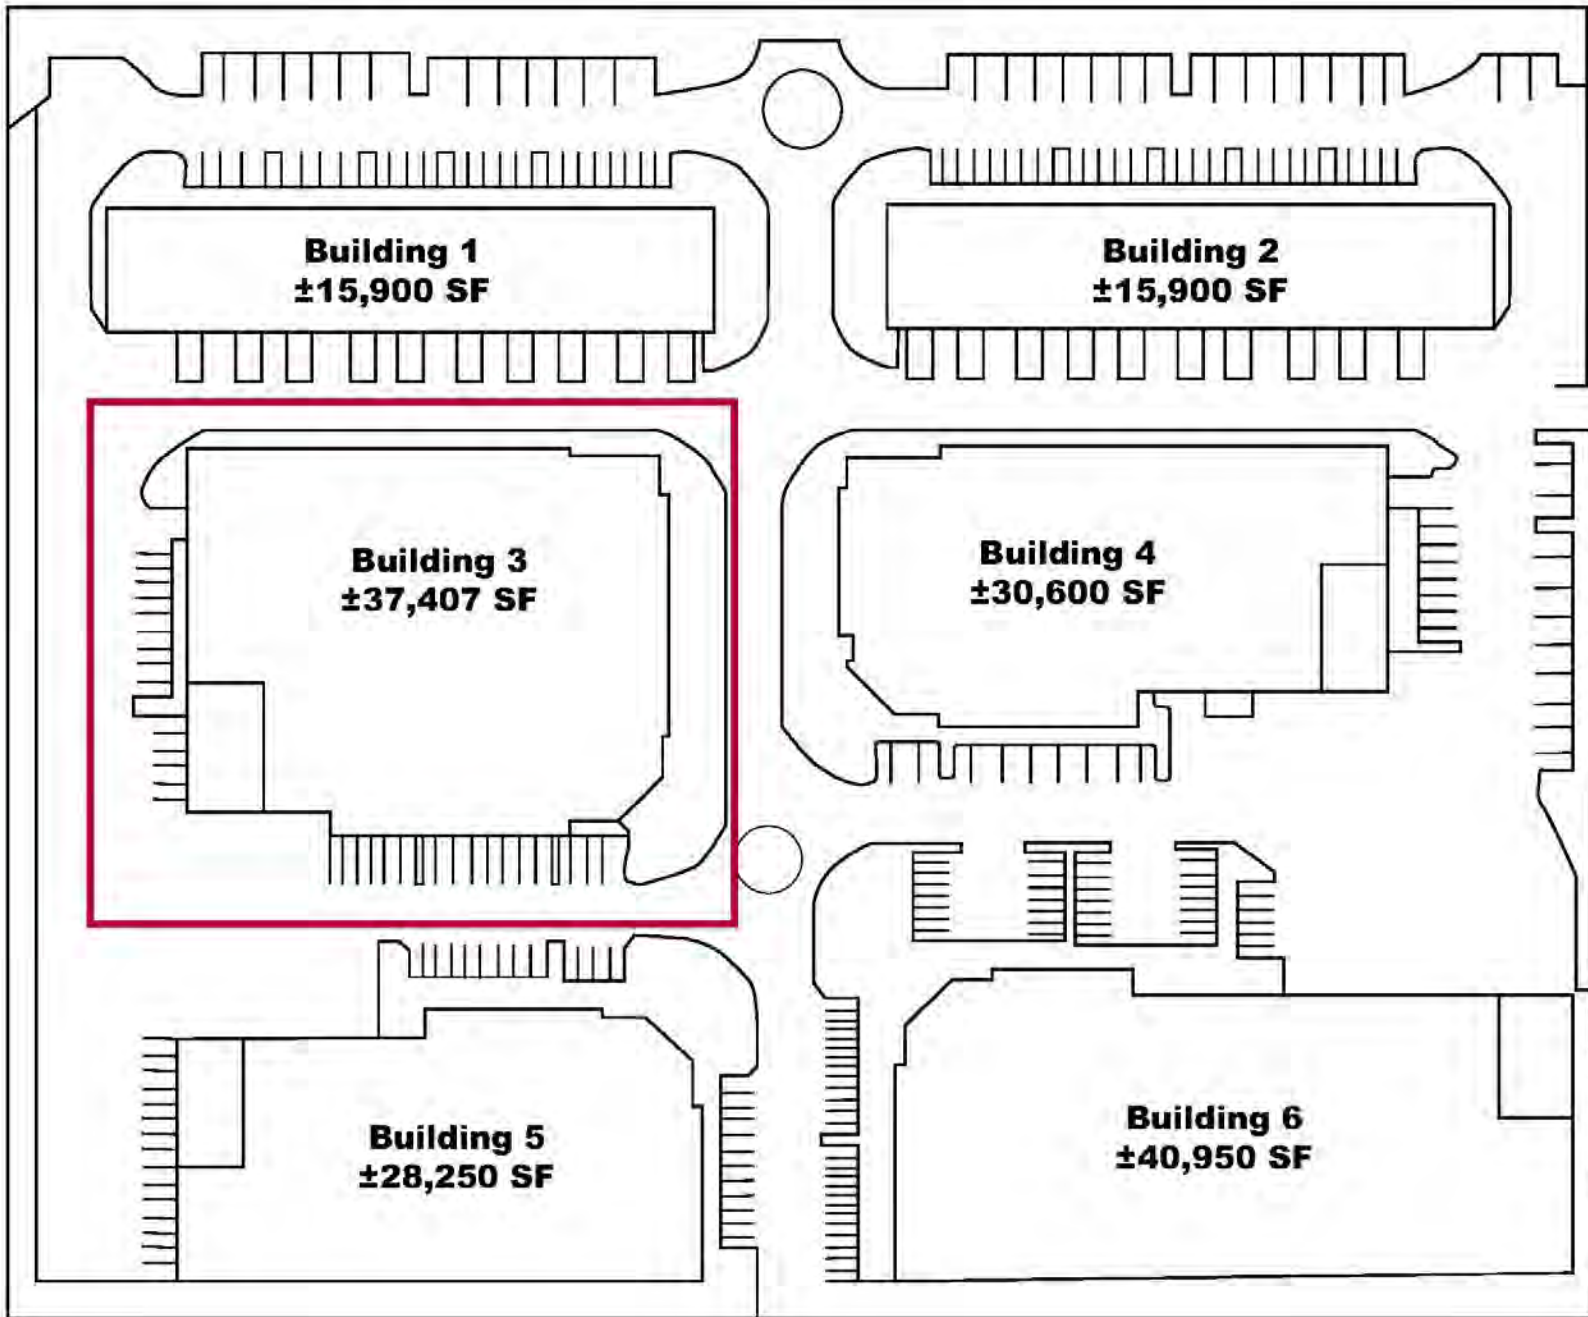 Building 1
±15,900 SF
Building 2
±15,900 SF
Building 3
±37,407 SF
Building 4
±30,600 SF
Building 5
±28,250 SF
Building 6
±40,950 SF